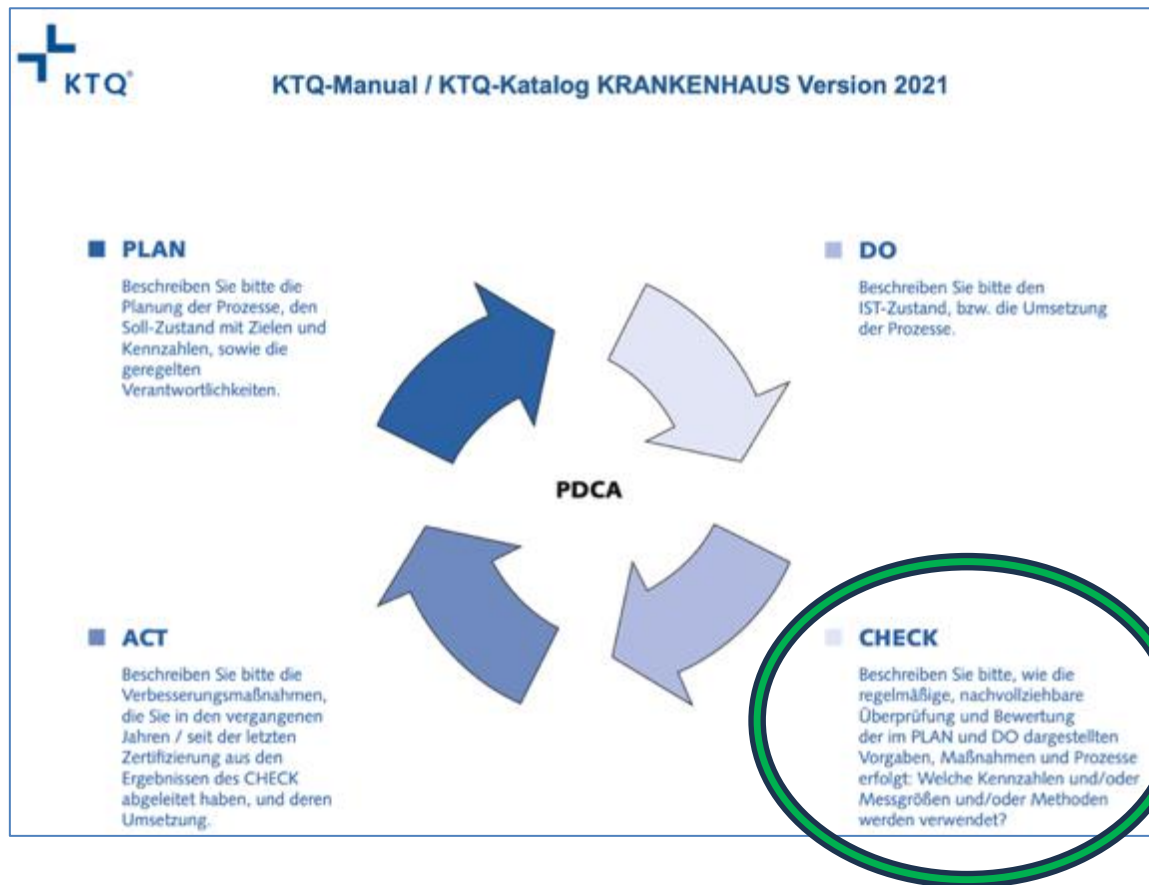 KTQ®
KTQ-Manual / KTQ-Katalog KRANKENHAUS Version 2021
PLAN
Beschreiben Sie bitte die
Planung der Prozesse, den
Soll-Zustand mit Zielen und
Kennzahlen, sowie die
geregelten
Verantwortlichkeiten.
DO
Beschreiben Sie bitte den
IST-Zustand, bzw. die Umsetzung
der Prozesse.
PDCA
ACT
Beschreiben Sie bitte die
Verbesserungsmaßnahmen,
die Sie in den vergangenen
Jahren / seit der letzten
Zertifizierung aus den
Ergebnissen des CHECK
abgeleitet haben, und deren
Umsetzung.
CHECK
Beschreiben Sie bitte, wie die
regelmäßige, nachvollziehbare
Überprüfung und Bewertung
der im PLAN und DO dargestellten
Vorgaben, Maßnahmen und Prozesse
erfolgt: Welche Kennzahlen und/oder
Messgrößen und/oder Methoden
werden verwendet?